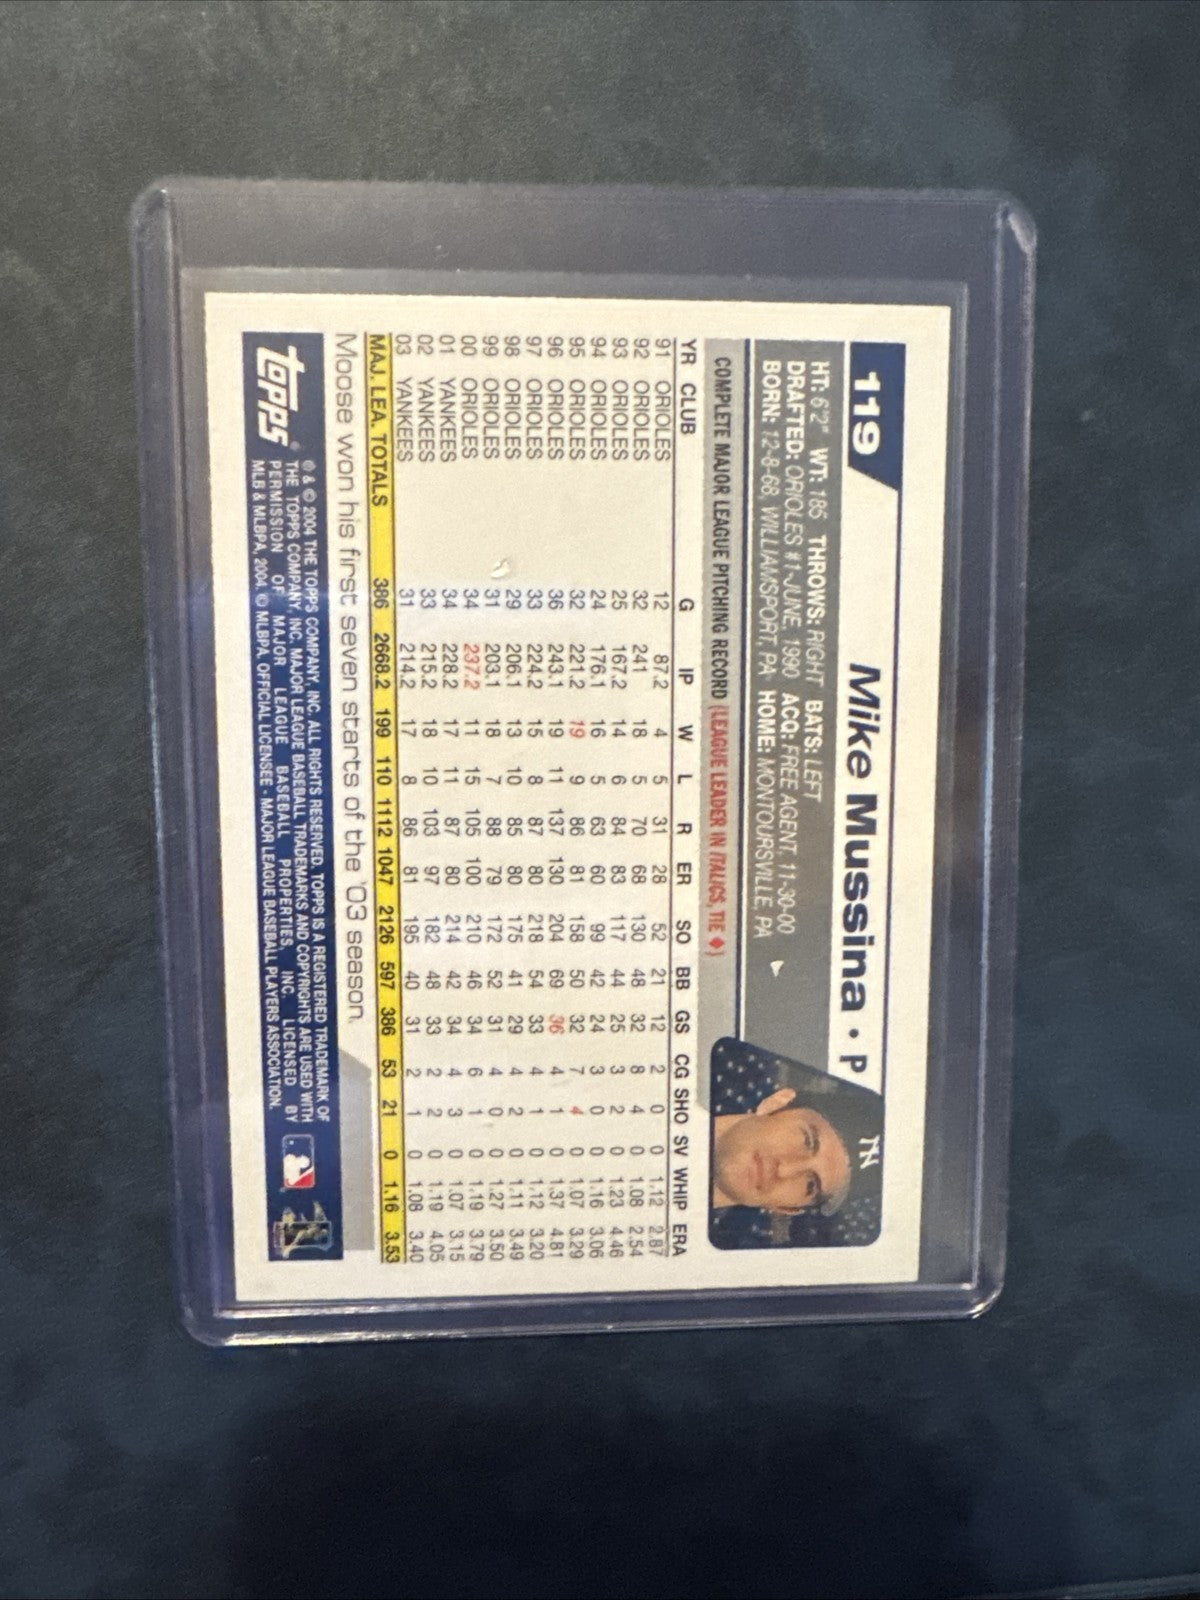 119 Mike Mussina • P
HT: 6'2" WT: 185 THROWS: RIGHT BATS: LEFT
DRAFTED: ORIOLES #1-JUNE, 1990 ACQ: FREE AGENT, 11-30-00
BORN: 12-8-68, WILLIAMSPORT, PA HOME: MONTOURSVILLE, PA
NY
COMPLETE MAJOR LEAGUE PITCHING RECORD (LEAGUE LEADER IN ITALICS, TIE ♦)
YR CLUB G IP W L R ER SO BB GS CG SHO SV WHIP ERA
91 ORIOLES 12 87.2 4 5 31 28 52 21 12 2 0 0 1.12 2.87
92 ORIOLES 32 241 18 5 70 68 130 48 32 8 4 0 1.08 2.54
93 ORIOLES 25 167.2 14 6 84 83 117 44 25 3 2 0 1.23 4.46
94 ORIOLES 24 176.1 16 5 63 60 99 42 24 3 0 0 1.16 3.06
95 ORIOLES 32 221.2 19 9 86 81 158 50 32 7 4 0 1.07 3.29
96 ORIOLES 36 243.1 19 11 137 130 204 69 36 4 1 0 1.37 4.81
97 ORIOLES 33 224.2 15 8 87 80 218 54 33 4 1 0 1.12 3.20
98 ORIOLES 29 206.1 13 10 85 80 175 41 29 4 2 0 1.11 3.49
99 ORIOLES 31 203.1 18 7 88 79 172 52 31 4 0 0 1.27 3.50
00 ORIOLES 34 237.2 11 15 105 100 210 46 34 6 1 0 1.19 3.79
01 YANKEES 34 228.2 17 11 87 80 214 42 34 4 3 0 1.07 3.15
02 YANKEES 33 215.2 18 10 103 97 182 48 33 2 2 0 1.19 4.05
03 YANKEES 31 214.2 17 8 86 81 195 40 31 2 1 0 1.08 3.40
MAJ. LEA. TOTALS 386 2668.2 199 110 1112 1047 2126 597 386 53 21 0 1.16 3.53
Moose won his first seven starts of the '03 season.
topps
® & © 2004 THE TOPPS COMPANY, INC. ALL RIGHTS RESERVED. TOPPS IS A REGISTERED TRADEMARK OF
THE TOPPS COMPANY, INC. MAJOR LEAGUE BASEBALL TRADEMARKS AND COPYRIGHTS ARE USED WITH
PERMISSION OF MAJOR LEAGUE BASEBALL PROPERTIES, INC. LICENSED BY
MLB & MLBPA, 2004. © MLBPA. OFFICIAL LICENSEE - MAJOR LEAGUE BASEBALL PLAYERS ASSOCIATION.